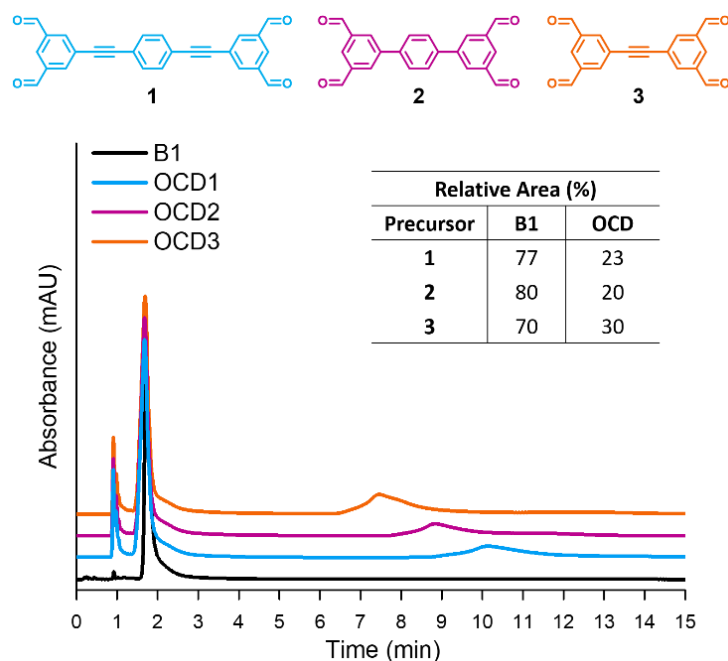 O O O O O O
O O O O O O
1 2 3
B1
OCD1
OCD2
OCD3
Relative Area (%)
Precursor B1 OCD
1 77 23
2 80 20
3 70 30
Absorbance (mAU)
0 1 2 3 4 5 6 7 8 9 10 11 12 13 14 15
Time (min)